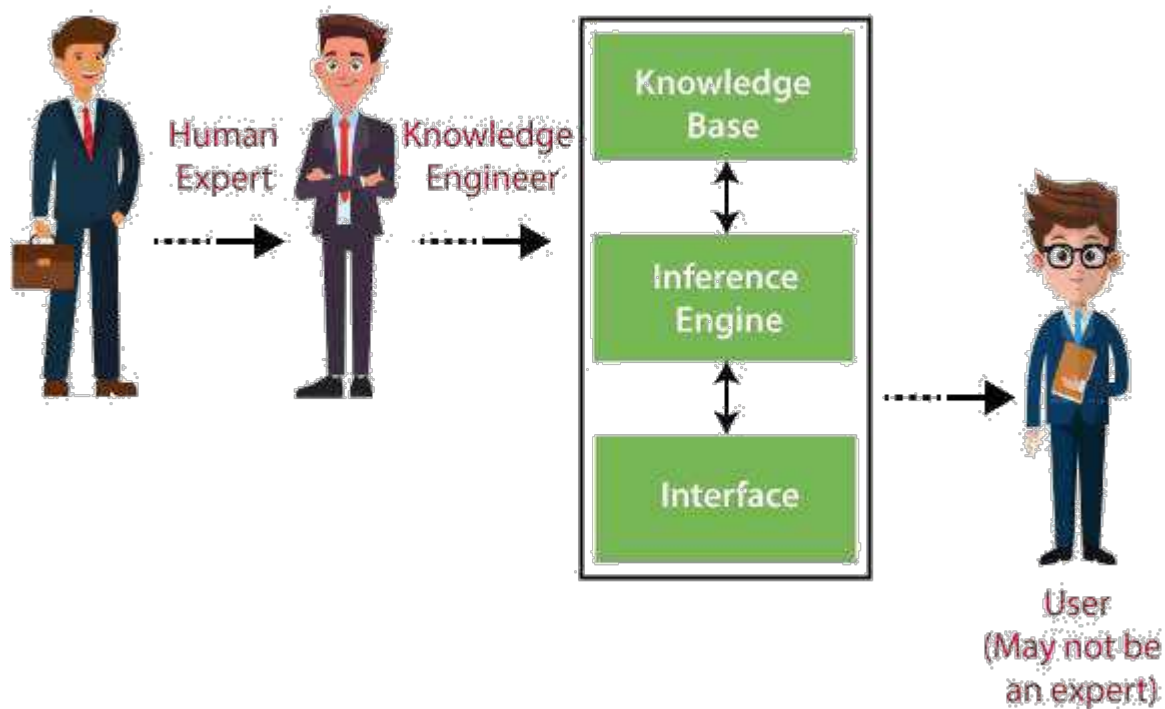 Human
Expert
Knowledge
Engineer
Knowledge
Base
Inference
Engine
Interface
User
(May not be
an expert)